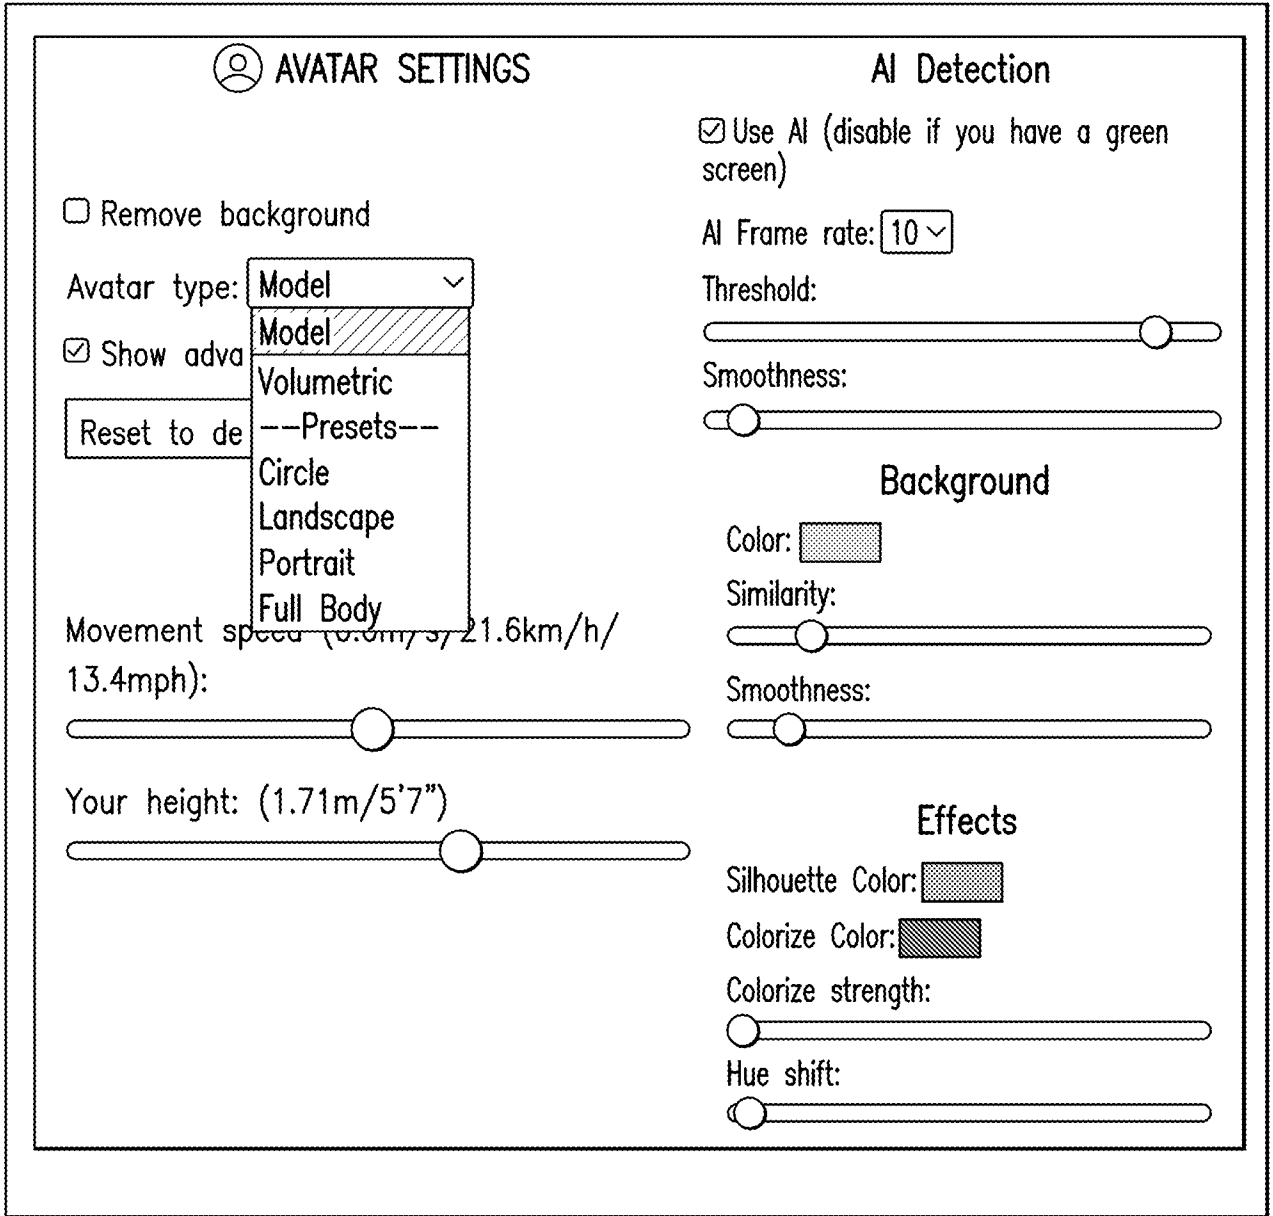 AVATAR SETTINGS
Remove background
Avatar type: Model
Model
Volumetric
--Presets--
Circle
Landscape
Portrait
Full Body
Show adva
Reset to de
Movement /21.6km/h/
13.4mph):
Your height: (1.71m/5'7")
AI Detection
Use AI (disable if you have a green
screen)
AI Frame rate: 10
Threshold:
Smoothness:
Background
Color:
Similarity:
Smoothness:
Effects
Silhouette Color:
Colorize Color:
Colorize strength:
Hue shift: